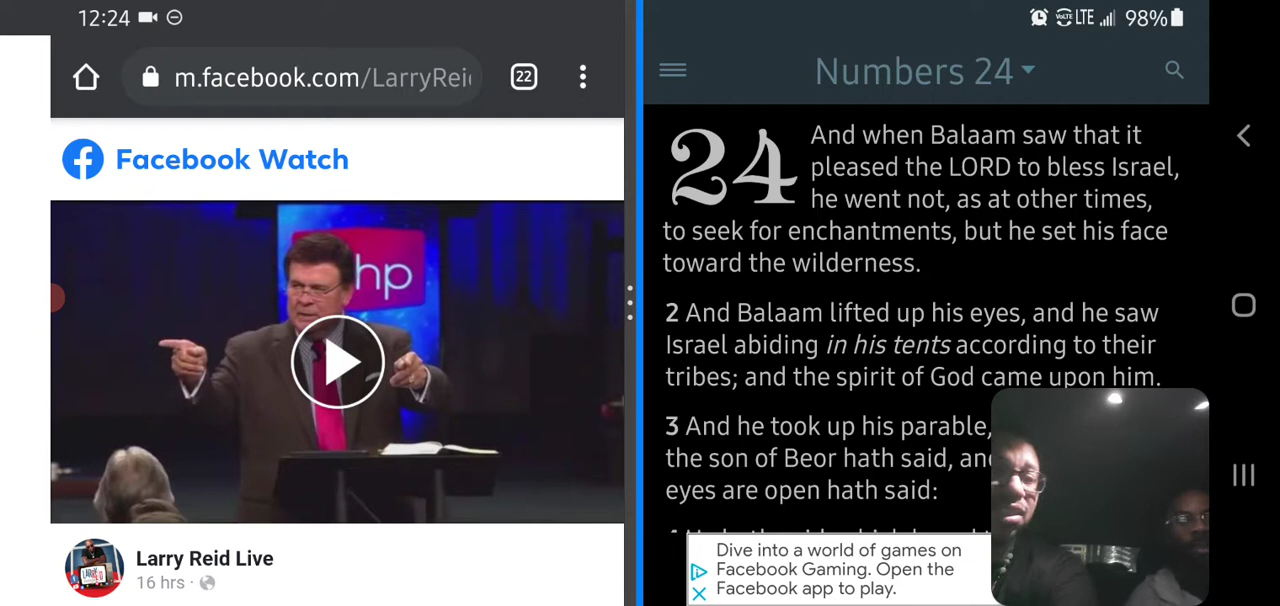 12:24
m.facebook.com/LarryRei
22
Facebook Watch
hp
Larry Reid Live
16 hrs ·
LTE 98%
Numbers 24
24 And when Balaam saw that it
pleased the LORD to bless Israel,
he went not, as at other times,
to seek for enchantments, but he set his face
toward the wilderness.
2 And Balaam lifted up his eyes, and he saw
Israel abiding in his tents according to their
tribes; and the spirit of God came upon him.
3 And he took up his parable,
the son of Beor hath said, and
eyes are open hath said:
Dive into a world of games on
Facebook Gaming. Open the
Facebook app to play.